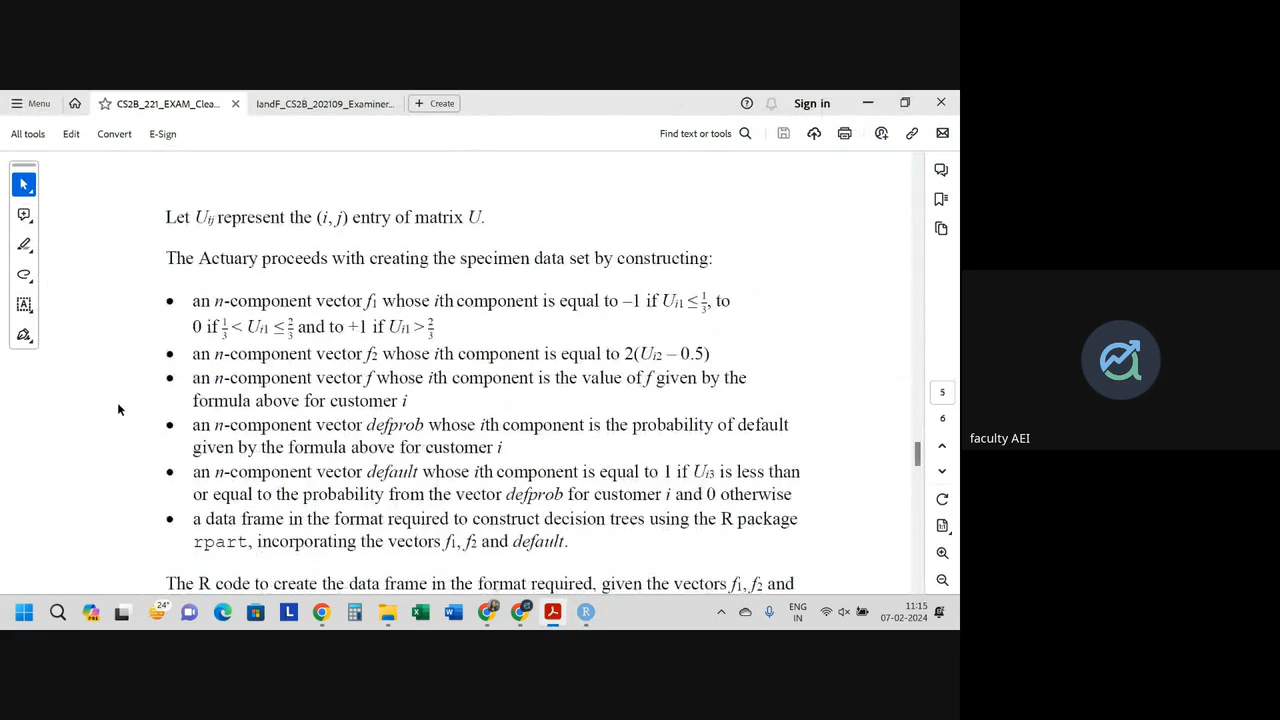 Menu
CS2B_221_EXAM_Clea...
IandF_CS2B_202109_Examiner...
Create
Sign in
All tools
Edit
Convert
E-Sign
Find text or tools
Let Uij represent the (i, j) entry of matrix U.
The Actuary proceeds with creating the specimen data set by constructing:
• an n-component vector f1 whose ith component is equal to –1 if Ui1 ≤ 1/3, to
0 if 1/3 < Ui1 ≤ 2/3 and to +1 if Ui1 > 2/3
• an n-component vector f2 whose ith component is equal to 2(Ui2 – 0.5)
• an n-component vector f whose ith component is the value of f given by the
formula above for customer i
• an n-component vector defprob whose ith component is the probability of default
given by the formula above for customer i
• an n-component vector default whose ith component is equal to 1 if Ui3 is less than
or equal to the probability from the vector defprob for customer i and 0 otherwise
• a data frame in the format required to construct decision trees using the R package
rpart, incorporating the vectors f1, f2 and default.
The R code to create the data frame in the format required, given the vectors f1, f2 and
5
6
faculty AEI
24°
ENG
IN
11:15
07-02-2024